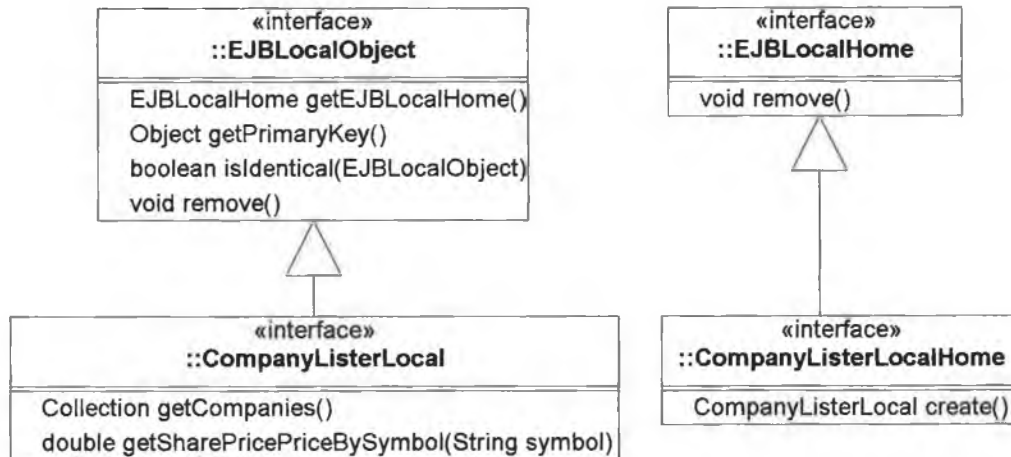 «interface»
::EJBLocalObject
EJBLocalHome getEJBLocalHome()
Object getPrimaryKey()
boolean isIdentical(EJBLocalObject)
void remove()
«interface»
::EJBLocalHome
void remove()
«interface»
::CompanyListerLocal
Collection getCompanies()
double getSharePricePriceBySymbol(String symbol)
«interface»
::CompanyListerLocalHome
CompanyListerLocal create()